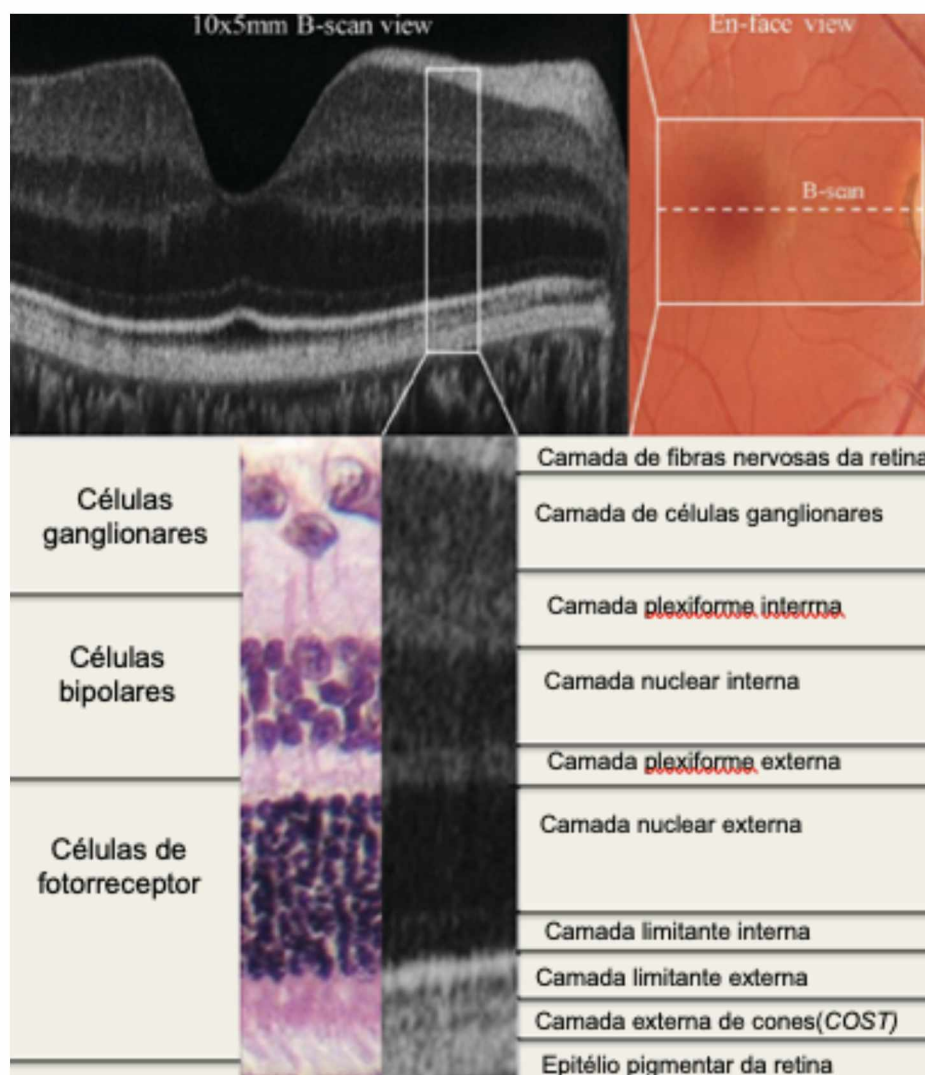 10x5mm B-scan view
En-face view
B-scan
Células
ganglionares
Células
bipolares
Células de
fotorreceptor
Camada de fibras nervosas da retina
Camada de células ganglionares
Camada plexiforme interrna
Camada nuclear interna
Camada plexiforme externa
Camada nuclear externa
Camada limitante interna
Camada limitante externa
Camada externa de cones(COST)
Epitélio pigmentar da retina